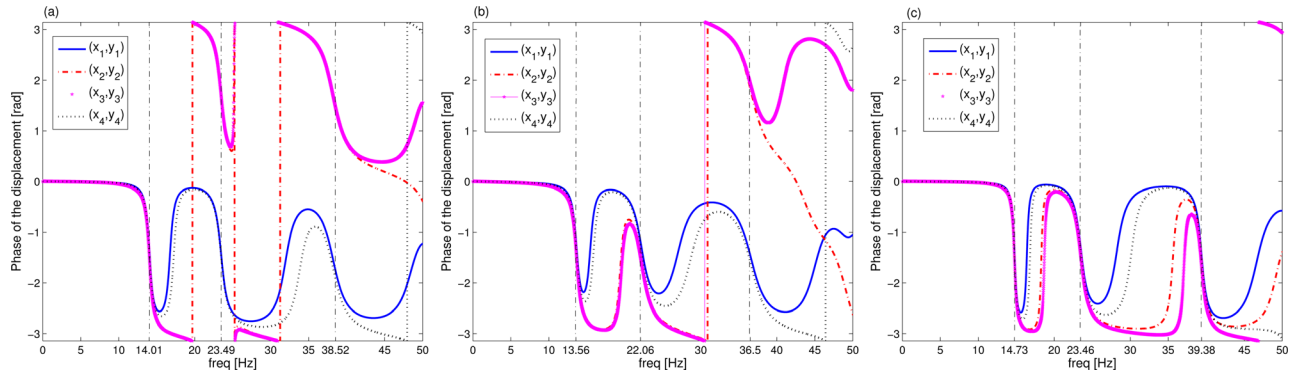 (a)
Phase of the displacement [rad]
3
2
1
0
−1
−2
−3
(x1,y1)
(x2,y2)
(x3,y3)
(x4,y4)
0 5 10 14.01 20 23.49 31 35 38.52 45 50
freq [Hz]
(b)
Phase of the displacement [rad]
3
2
1
0
−1
−2
−3
(x1,y1)
(x2,y2)
(x3,y3)
(x4,y4)
0 5 10 13.56 22.06 30 36.5 45 50
freq [Hz]
(c)
Phase of the displacement [rad]
3
2
1
0
−1
−2
−3
(x1,y1)
(x2,y2)
(x3,y3)
(x4,y4)
0 5 10 14.73 20 23.46 30 35 39.38 45 50
freq [Hz]